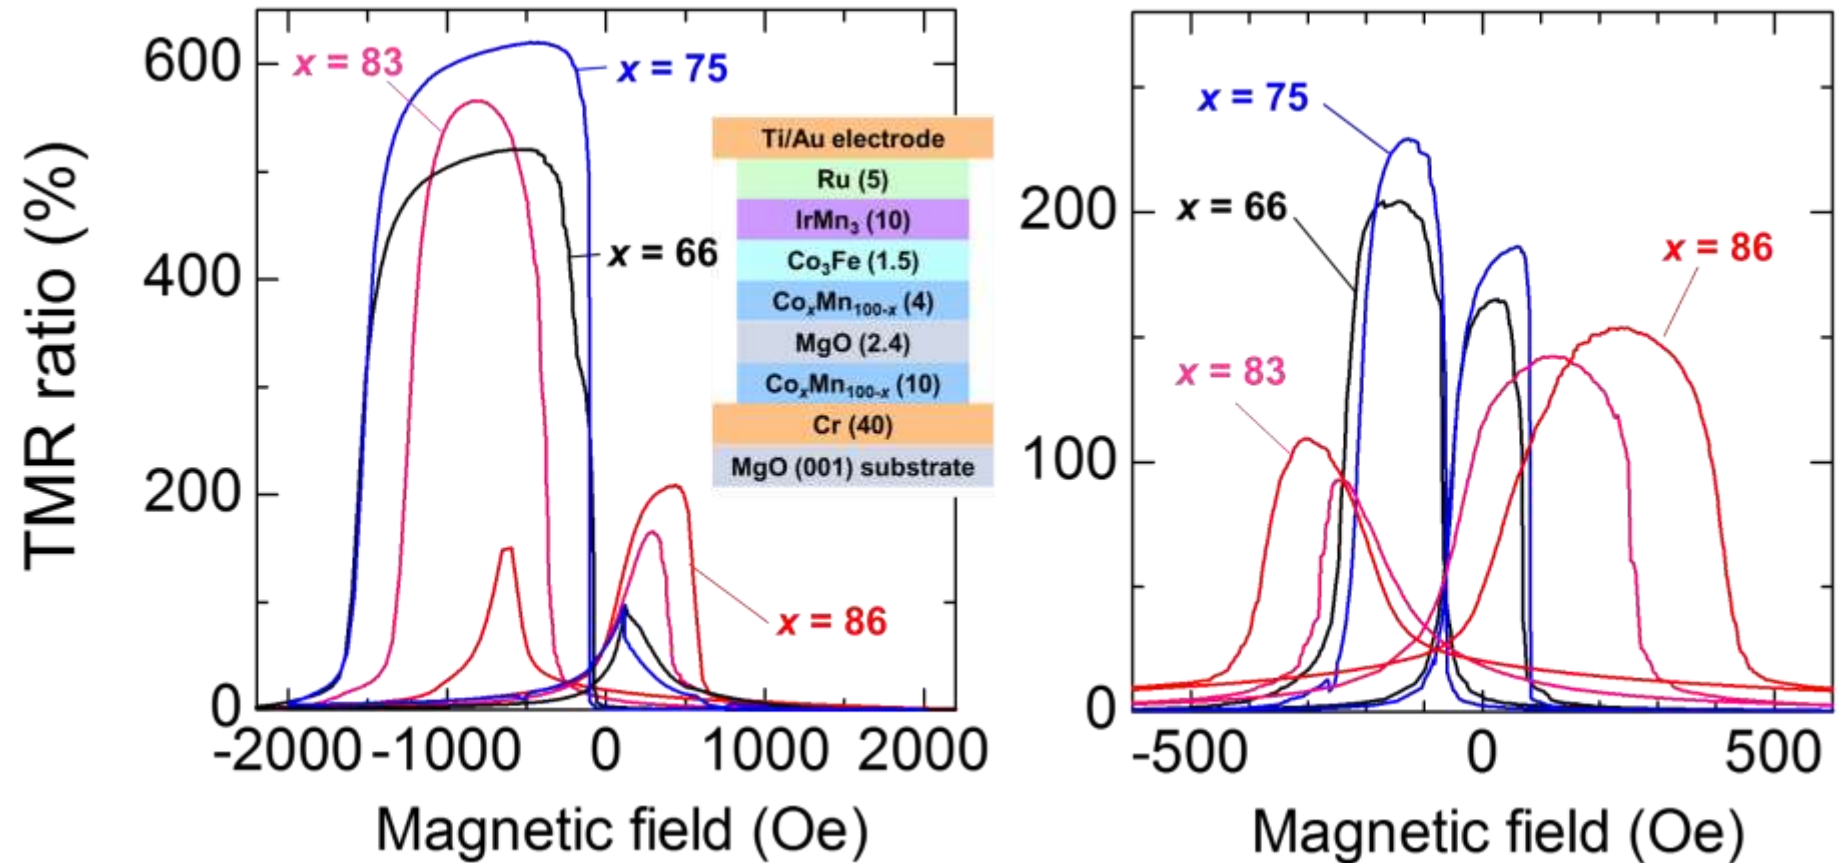 TMR ratio (%)
600
400
200
0
x = 83
x = 75
x = 66
x = 86
-2000 -1000 0 1000 2000
Magnetic field (Oe)
Ti/Au electrode
Ru (5)
IrMn₃ (10)
Co₃Fe (1.5)
CoₓMn₁₀₀₋ₓ (4)
MgO (2.4)
CoₓMn₁₀₀₋ₓ (10)
Cr (40)
MgO (001) substrate
200
100
0
x = 75
x = 66
x = 86
x = 83
-500 0 500
Magnetic field (Oe)